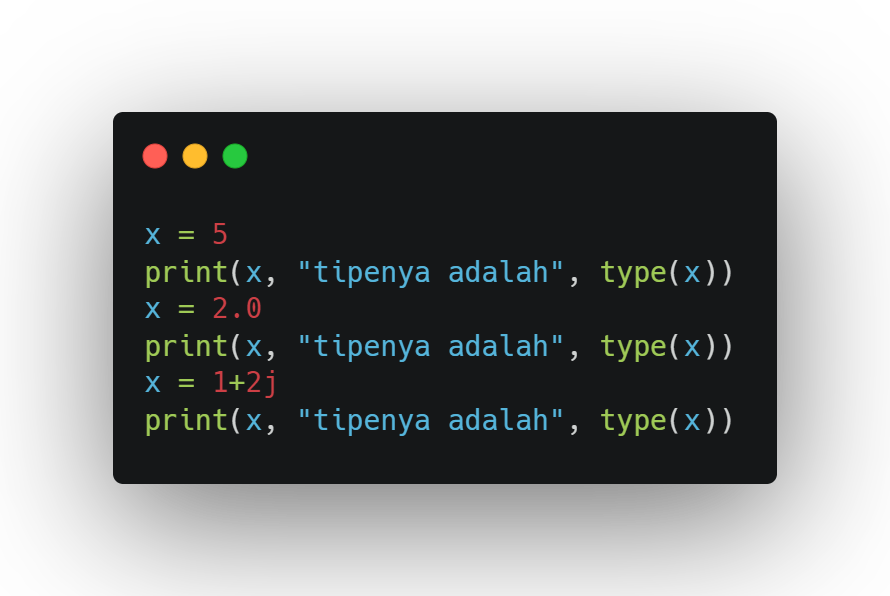 x = 5
print(x, "tipenya adalah", type(x))
x = 2.0
print(x, "tipenya adalah", type(x))
x = 1+2j
print(x, "tipenya adalah", type(x))